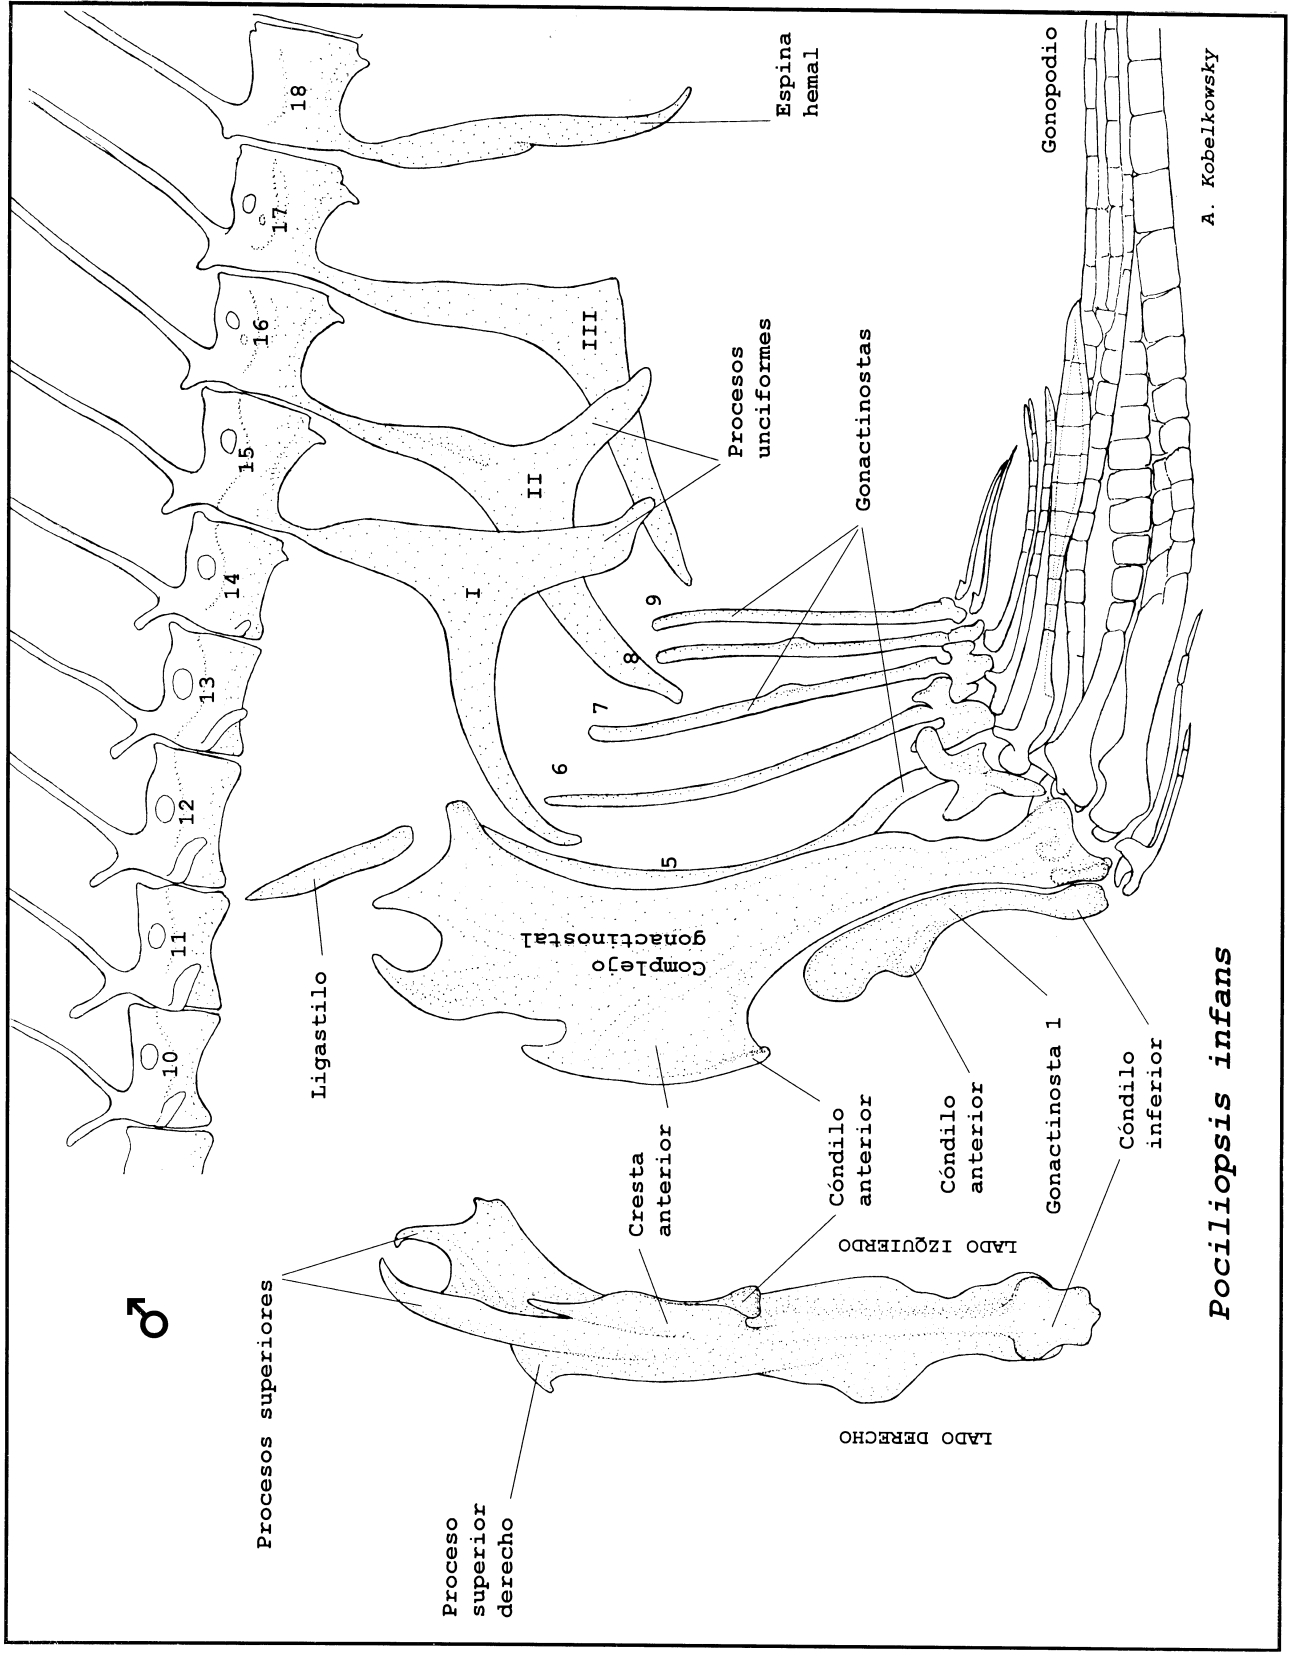 ♂
Procesos superiores
Proceso
superior
derecho
LADO DERECHO
LADO IZQUIERDO
Cresta
anterior
Cóndilo
anterior
Cóndilo
anterior
Gonactinosta 1
Cóndilo
inferior
Ligastilo
Complejo
gonactinostal
10
11
12
13
14
15
16
17
18
I
II
III
5
6
7
8
9
Procesos
unciformes
Gonactinostas
Espina
hemal
Gonopodio
A. Kobelkowsky
Pociliopsis infans